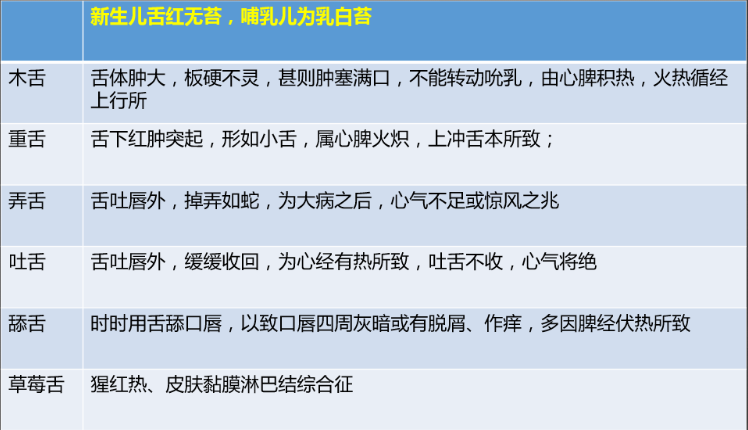 新生儿舌红无苔，哺乳儿为乳白苔
木舌 舌体肿大，板硬不灵，甚则肿塞满口，不能转动吮乳，由心脾积热，火热循经
上行所
重舌 舌下红肿突起，形如小舌，属心脾火炽，上冲舌本所致；
弄舌 舌吐唇外，掉弄如蛇，为大病之后，心气不足或惊风之兆
吐舌 舌吐唇外，缓缓收回，为心经有热所致，吐舌不收，心气将绝
舔舌 时时用舌舔口唇，以致口唇四周灰暗或有脱屑、作痒，多因脾经伏热所致
草莓舌 猩红热、皮肤黏膜淋巴结综合征